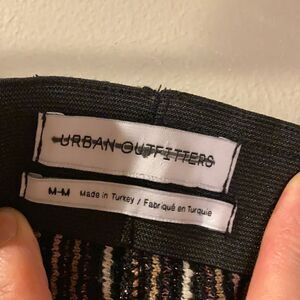 URBAN OUTFITTERS
M-M Made in Turkey / Fabriqué en Turquie